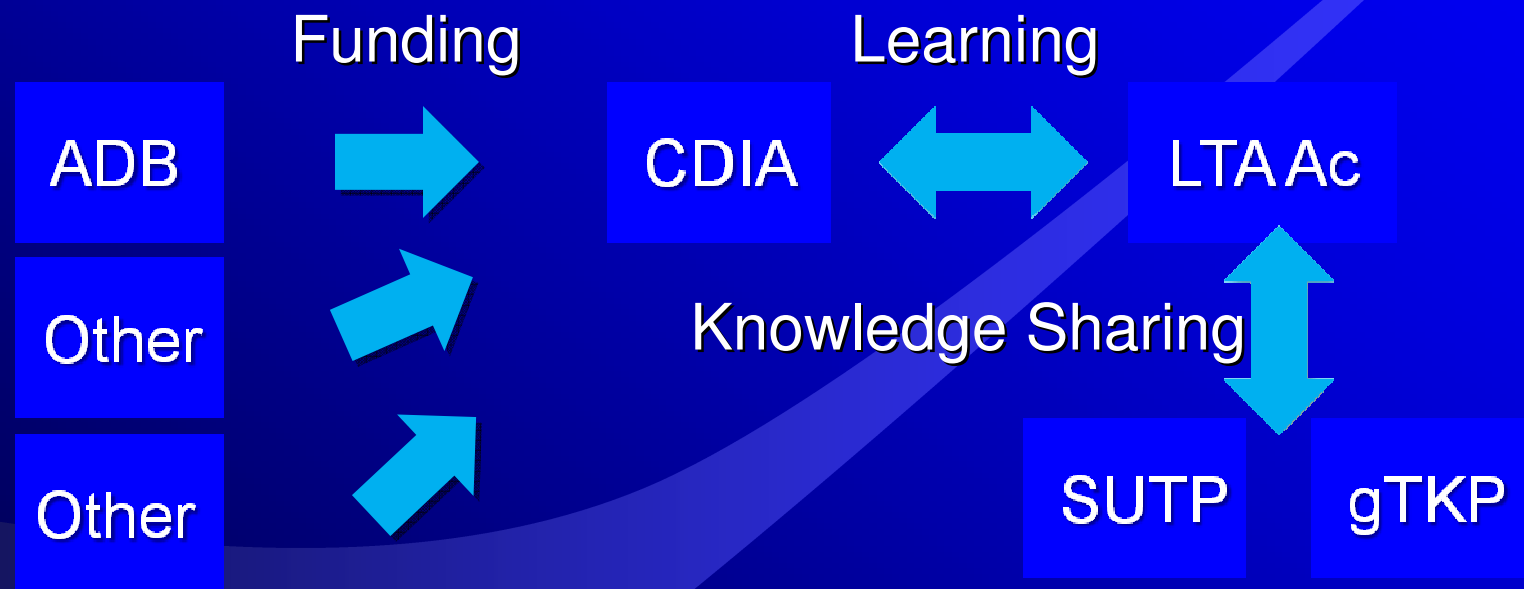 Funding
Learning
ADB
CDIA
LTA Ac
Other
Knowledge Sharing
Other
SUTP
gTKP